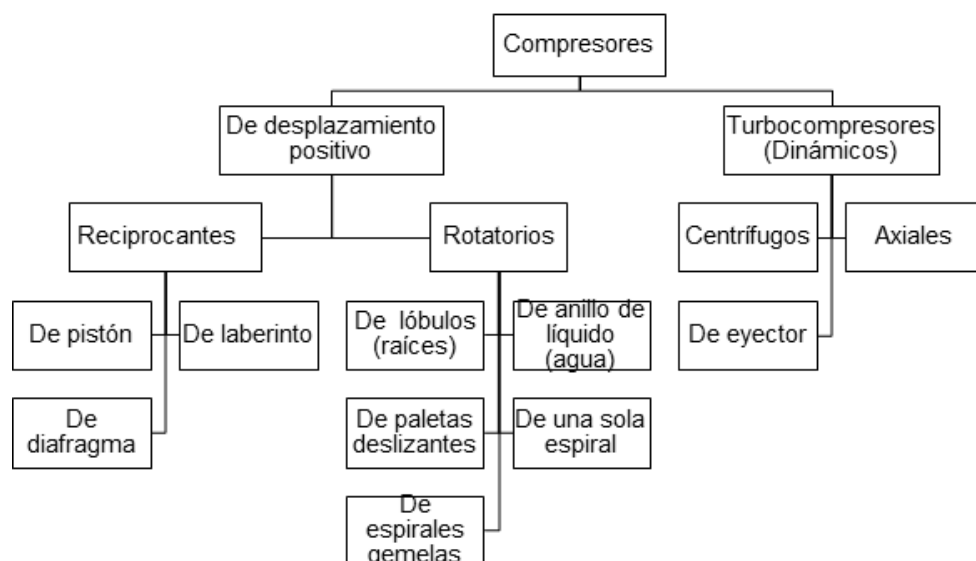 Compresores
De desplazamiento
positivo
Turbocompresores
(Dinámicos)
Reciprocantes
Rotatorios
Centrífugos
Axiales
De pistón
De laberinto
De lóbulos
(raíces)
De anillo de
líquido
(agua)
De eyector
De
diafragma
De paletas
deslizantes
De una sola
espiral
De
espirales
gemelas